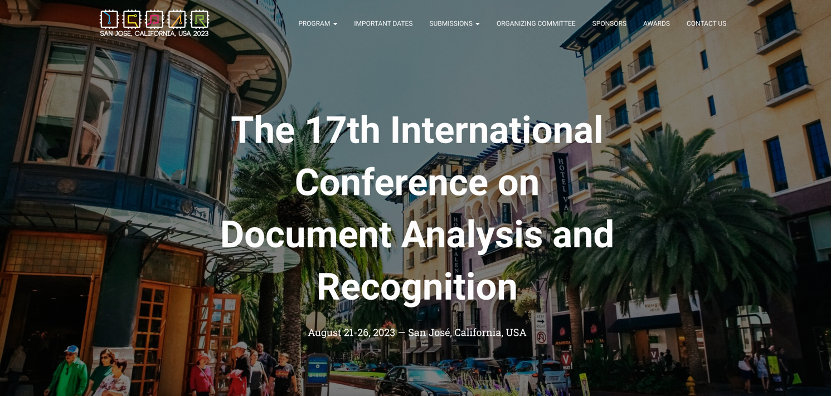 ICDAR
SAN JOSE, CALIFORNIA, USA 2023
PROGRAM
IMPORTANT DATES
SUBMISSIONS
ORGANIZING COMMITTEE
SPONSORS
AWARDS
CONTACT US
The 17th International
Conference on
Document Analysis and
Recognition
August 21-26, 2023 — San José, California, USA